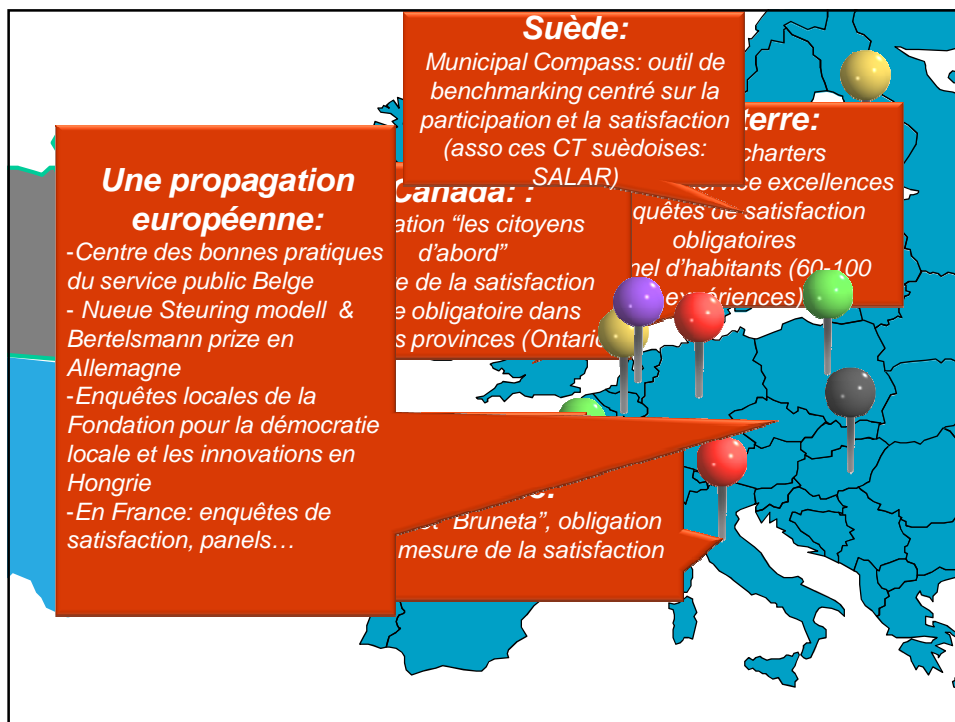 Suède:
Municipal Compass: outil de
benchmarking centré sur la
participation et la satisfaction
(asso ces CT suèdoises:
SALAR)
terre:
charters
service excellences
quêtes de satisfaction
obligatoires
nel d’habitants (60-100
expériences)
Canada: :
ation “les citoyens
d’abord”
e de la satisfaction
e obligatoire dans
s provinces (Ontario
Une propagation
européenne:
-Centre des bonnes pratiques
du service public Belge
- Nueue Steuring modell & 
Bertelsmann prize en
Allemagne
-Enquêtes locales de la
Fondation pour la démocratie
locale et les innovations en
Hongrie
-En France: enquêtes de
satisfaction, panels…
“Bruneta”, obligation
mesure de la satisfaction